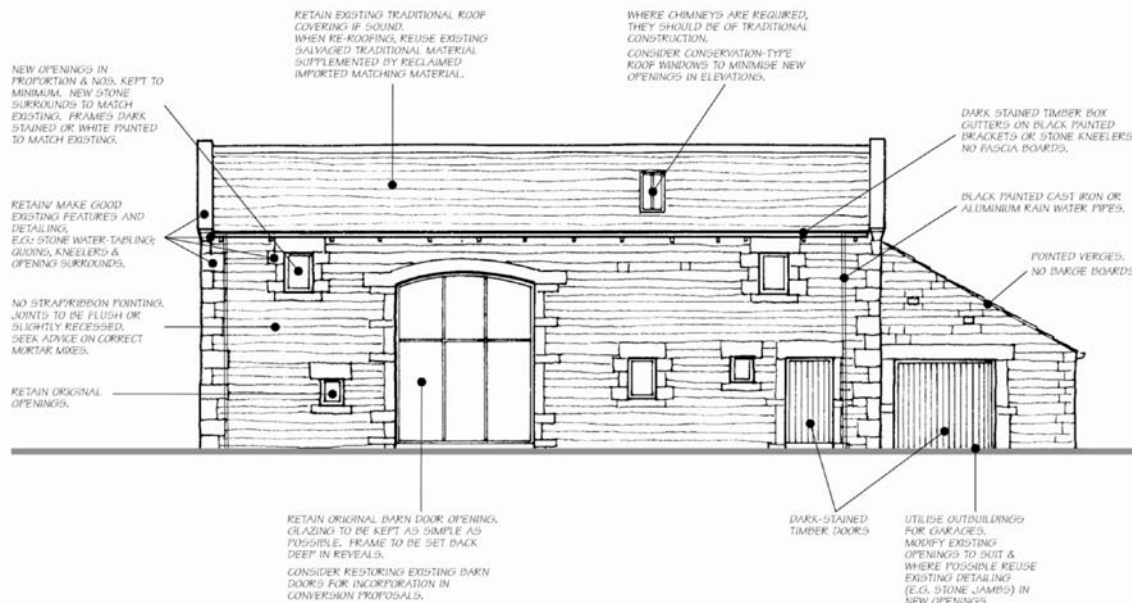 RETAIN EXISTING TRADITIONAL ROOF
COVERING IF SOUND.
WHEN RE-ROOFING, REUSE EXISTING
SALVAGED TRADITIONAL MATERIAL
SUPPLEMENTED BY RECLAIMED
IMPORTED MATCHING MATERIAL.
WHERE CHIMNEYS ARE REQUIRED,
THEY SHOULD BE OF TRADITIONAL
CONSTRUCTION.
CONSIDER CONSERVATION-TYPE
ROOF WINDOWS TO MINIMISE NEW
OPENINGS IN ELEVATIONS.
NEW OPENINGS IN
PROPORTION & NOS. KEPT TO
MINIMUM. NEW STONE
SURROUNDS TO MATCH
EXISTING. FRAMES DARK
STAINED OR WHITE PAINTED
TO MATCH EXISTING.
DARK STAINED TIMBER BOX
GUTTERS ON BLACK PAINTED
BRACKETS OR STONE KNEELERS
NO FASCIA BOARDS.
RETAIN/ MAKE GOOD
EXISTING FEATURES AND
DETAILING,
E.G: STONE WATER-TABLING;
QUOINS, KNEELERS &
OPENING SURROUNDS.
BLACK PAINTED CAST IRON OR
ALUMINIUM RAIN WATER PIPES.
POINTED VERGES.
NO BARGE BOARDS
NO STRAP/RIBBON POINTING.
JOINTS TO BE FLUSH OR
SLIGHTLY RECESSED.
SEEK ADVICE ON CORRECT
MORTAR MIXES.
RETAIN ORIGINAL
OPENINGS.
RETAIN ORIGINAL BARN DOOR OPENING.
GLAZING TO BE KEPT AS SIMPLE AS
POSSIBLE. FRAME TO BE SET BACK
DEEP IN REVEALS.
CONSIDER RESTORING EXISTING BARN
DOORS FOR INCORPORATION IN
CONVERSION PROPOSALS.
DARK-STAINED
TIMBER DOORS
UTILISE OUTBUILDINGS
FOR GARAGES.
MODIFY EXISTING
OPENINGS TO SUIT &
WHERE POSSIBLE REUSE
EXISTING DETAILING
(E.G. STONE JAMBS) IN
NEW OPENINGS